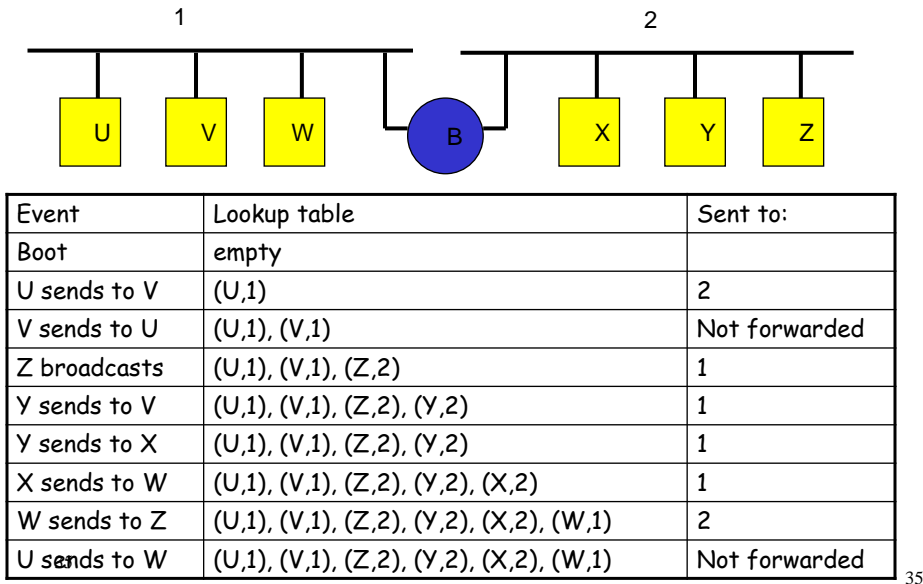 1
2
U V W B X Y Z
Event Lookup table Sent to:
Boot empty
U sends to V (U,1) 2
V sends to U (U,1), (V,1) Not forwarded
Z broadcasts (U,1), (V,1), (Z,2) 1
Y sends to V (U,1), (V,1), (Z,2), (Y,2) 1
Y sends to X (U,1), (V,1), (Z,2), (Y,2) 1
X sends to W (U,1), (V,1), (Z,2), (Y,2), (X,2) 1
W sends to Z (U,1), (V,1), (Z,2), (Y,2), (X,2), (W,1) 2
U sends to W (U,1), (V,1), (Z,2), (Y,2), (X,2), (W,1) Not forwarded
35